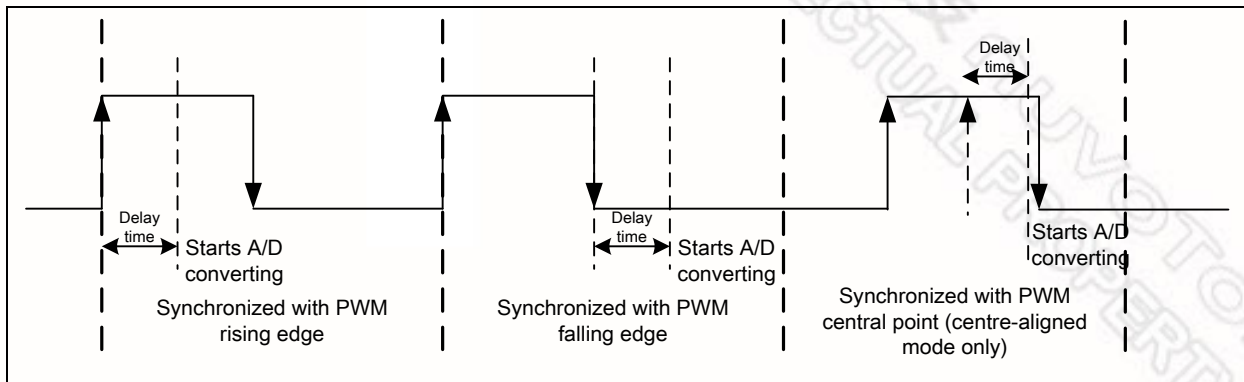 Delay
time
Starts A/D
converting
Synchronized with PWM
rising edge
Delay
time
Starts A/D
converting
Synchronized with PWM
falling edge
Delay
time
Starts A/D
converting
Synchronized with PWM
central point (centre-aligned
mode only)
NUVOTO